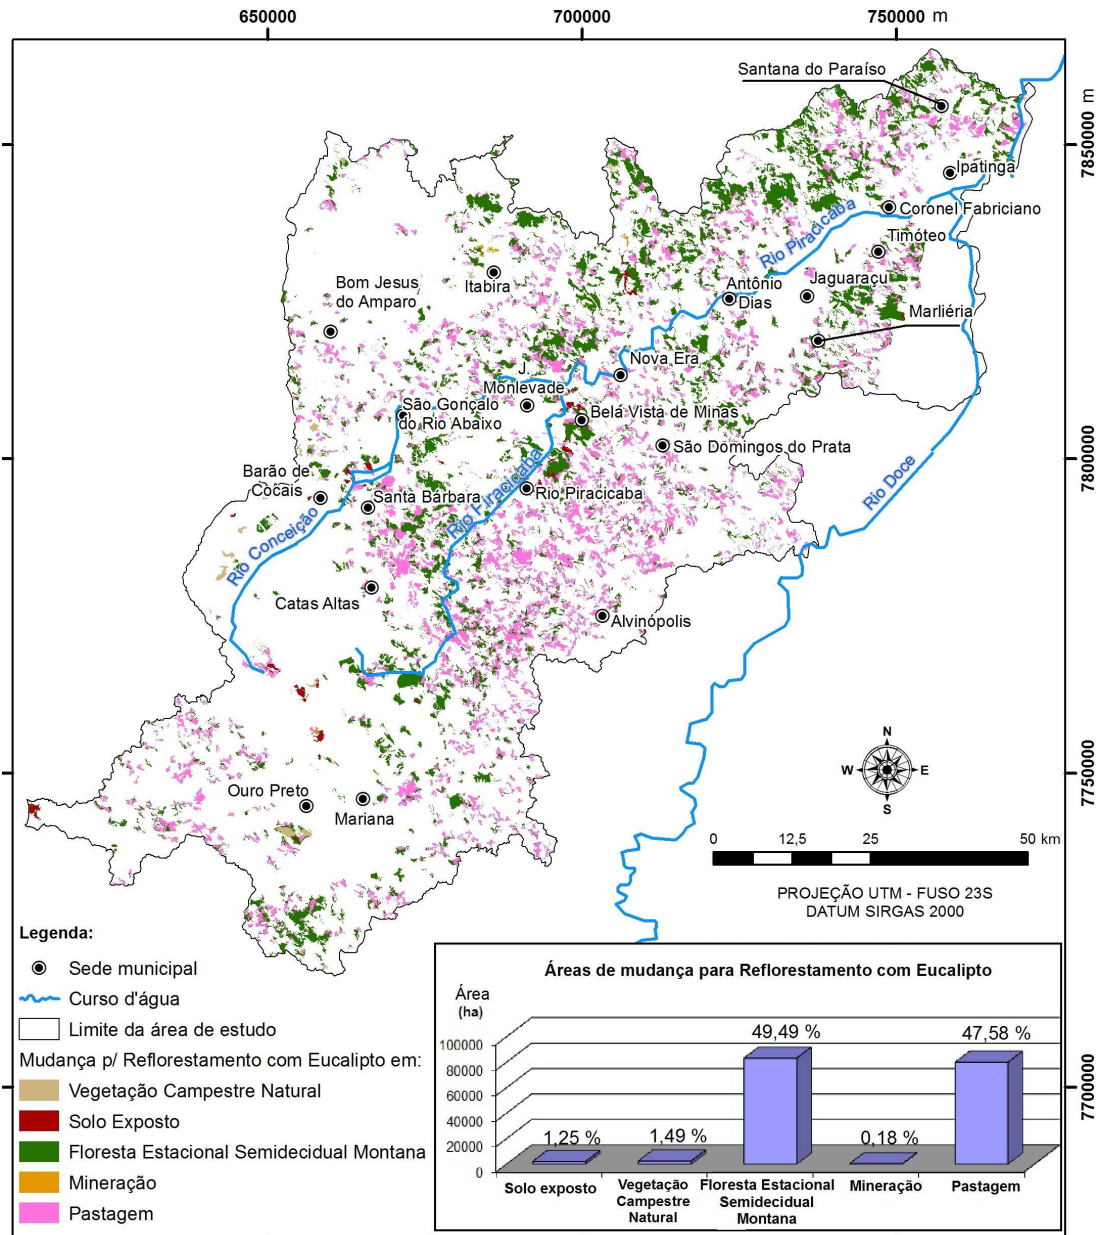 650000
700000
750000 m
Santana do Paraíso
7850000 m
Ipatinga
Coronel Fabriciano
Rio Piracicaba
Timóteo
Itabira
Bom Jesus
do Amparo
Antônio
Dias
Jaguaraçu
Marliéria
Nova Era
J.
Monlevade
São Gonçalo
do Rio Abaixo
Bela Vista de Minas
São Domingos do Prata
7800000
Barão de
Cocais
Santa Bárbara
Rio Piracicaba
Rio Piracicaba
Rio Doce
Rio Conceição
Catas Altas
Alvinópolis
N
W
E
S
7750000
Ouro Preto
Mariana
0
12,5
25
50 km
PROJEÇÃO UTM - FUSO 23S
DATUM SIRGAS 2000
Legenda:
Sede municipal
Curso d'água
Limite da área de estudo
Mudança p/ Reflorestamento com Eucalipto em:
Vegetação Campestre Natural
Solo Exposto
Floresta Estacional Semidecidual Montana
Mineração
Pastagem
7700000
Áreas de mudança para Reflorestamento com Eucalipto
Área
(ha)
100000
80000
60000
40000
20000
0
1,25 %
1,49 %
49,49 %
0,18 %
47,58 %
Solo exposto
Vegetação
Campestre
Natural
Floresta Estacional
Semidecidual
Montana
Mineração
Pastagem